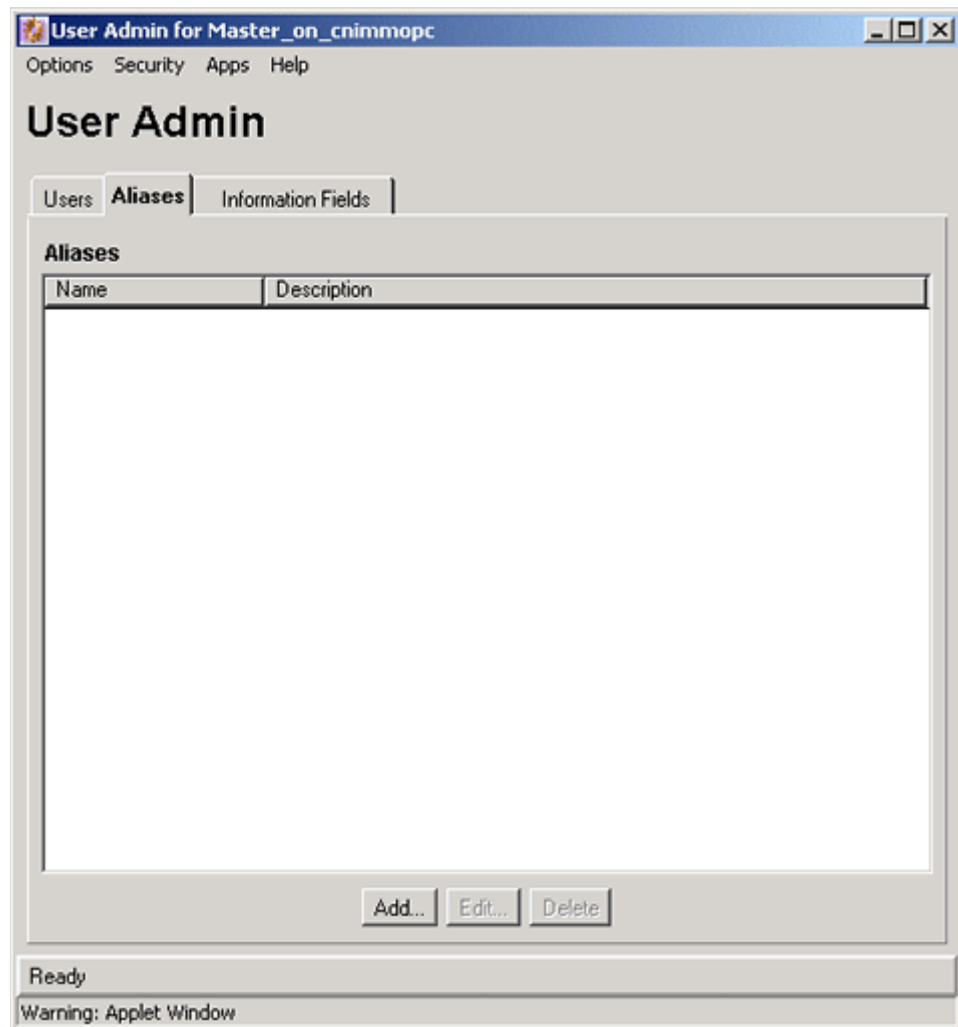 User Admin for Master_on_cnimmopc
Options Security Apps Help
User Admin
Users Aliases Information Fields
Aliases
Name Description
Add... Edit... Delete
Ready
Warning: Applet Window